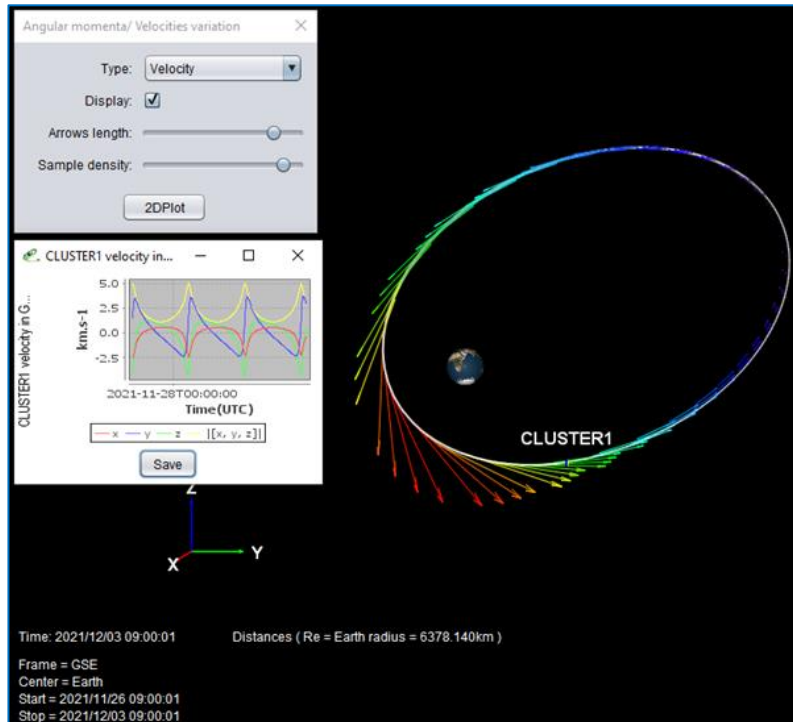 Angular momenta/ Velocities variation
Type: Velocity
Display:
Arrows length:
Sample density:
2DPlot
CLUSTER1 velocity in...
CLUSTER1 velocity in G...
km.s-1
5.0
2.5
0.0
-2.5
2021-11-28T00:00:00
Time(UTC)
x y z |[x, y, z]|
Save
CLUSTER1
Z
X
Y
Time: 2021/12/03 09:00:01 Distances ( Re = Earth radius = 6378.140km )
Frame = GSE
Center = Earth
Start = 2021/11/26 09:00:01
Stop = 2021/12/03 09:00:01